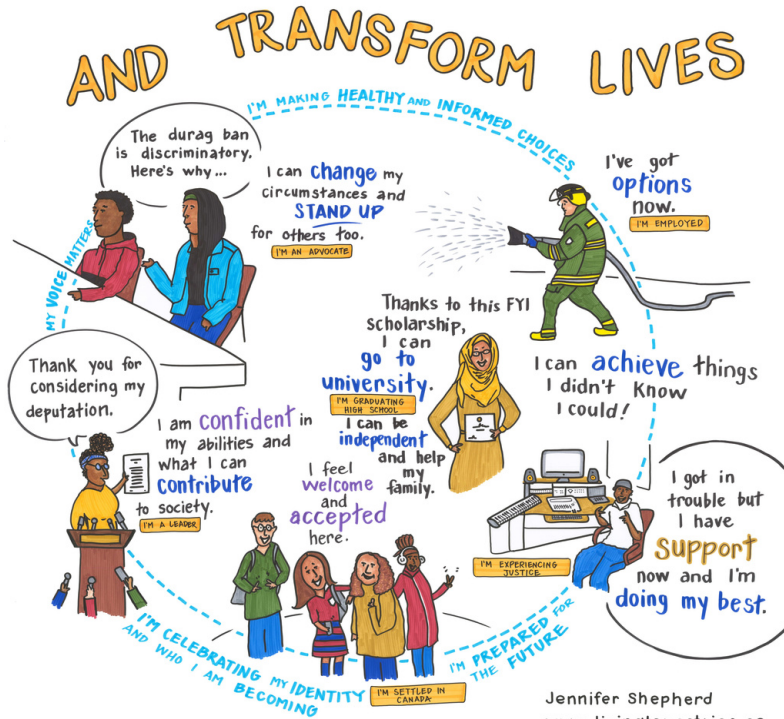 AND TRANSFORM LIVES
I'M MAKING HEALTHY AND INFORMED CHOICES
The durag ban
is discriminatory.
Here's why...
I can change my
circumstances and
STAND UP
for others too.
I'M AN ADVOCATE
I've got
options
now.
I'M EMPLOYED
MY VOICE MATTERS
Thanks to this FYI
scholarship,
I can
go to
university.
I'M GRADUATING
HIGH SCHOOL
I can be
independent
and help
my
family.
I can achieve things
I didn't know
I could!
Thank you for
considering my
deputation.
I am confident in
my abilities and
what I can
contribute
to society.
I'M A LEADER
I feel
welcome
and
accepted
here.
I'M EXPERIENCING
JUSTICE
I got in
trouble but
I have
support
now and I'm
doing my best.
I'M CELEBRATING MY IDENTITY
AND WHO I AM BECOMING
I'M SETTLED IN
CANADA
I'M PREPARED FOR
THE FUTURE
Jennifer Shepherd